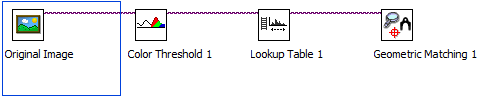 Original Image Color Threshold 1 Lookup Table 1 Geometric Matching 1